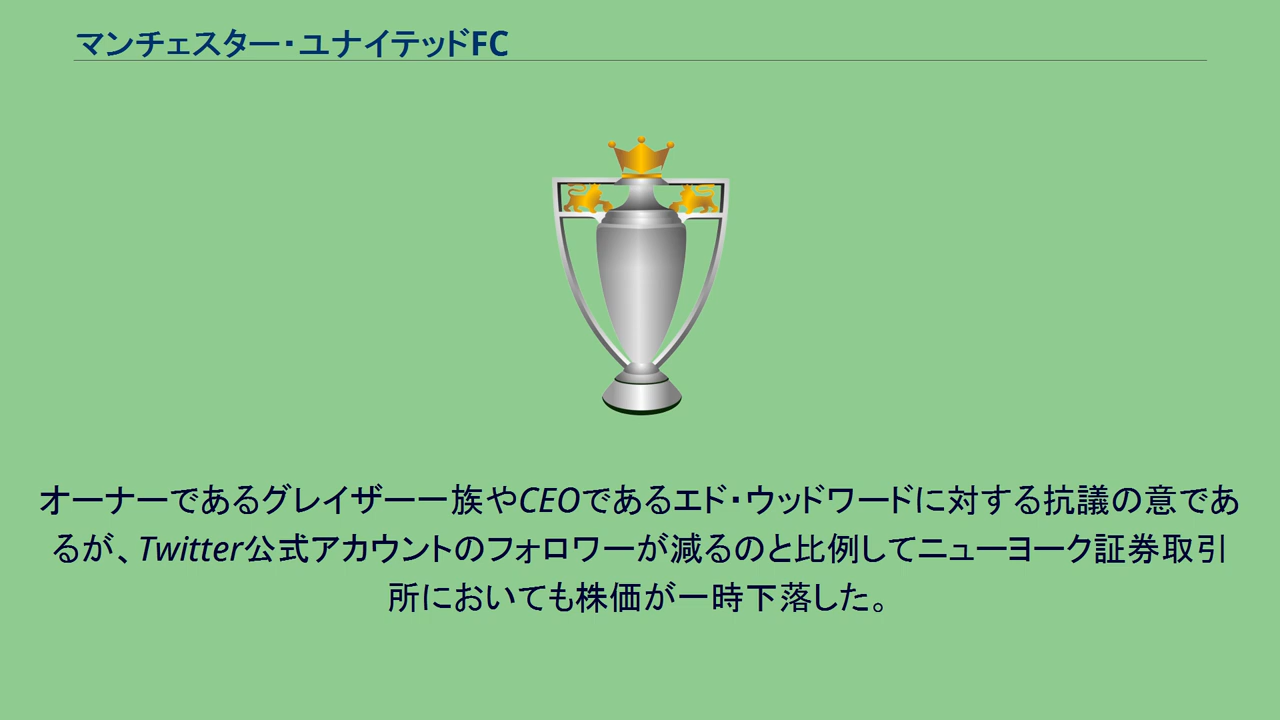 マンチェスター・ユナイテッドFC
オーナーであるグレイザー一族やCEOであるエド・ウッドワードに対する抗議の意であ
るが、Twitter公式アカウントのフォロワーが減るのと比例してニューヨーク証券取引
所においても株価が一時下落した。